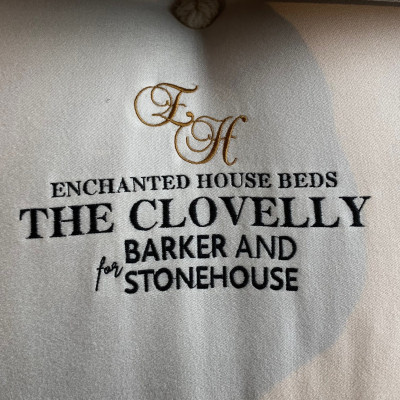 EH
ENCHANTED HOUSE BEDS
THE CLOVELLY
for BARKER AND
STONEHOUSE